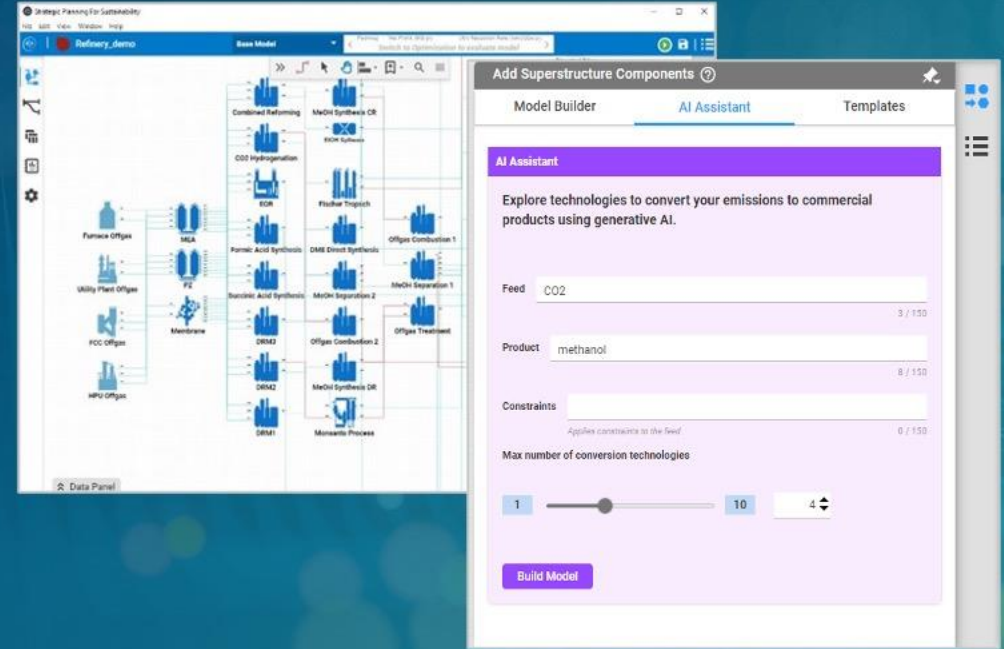 Strategic Planning For Sustainability
Edit View Window Help
Refinery_demo
Base Model
Switch to Optimization to evaluate model
Combined Reforming
MeOH Synthesis CR
CO2 Hydrogenation
EOR
Fischer Tropsch
Furnace Offgas
MEA
Formic Acid Synthesis
DME Direct Synthesis
Offgas Combustion 1
Utility Plant Offgas
PZ
Succinic Acid Synthesis
MeOH Separation 2
MeOH Separation 1
FCC Offgas
Membrane
DRM3
Offgas Combustion 2
Offgas Treatment
HPU Offgas
DRM2
MeOH Synthesis DR
DRM1
Monsanto Process
Data Panel
Add Superstructure Components
Model Builder
AI Assistant
Templates
AI Assistant
Explore technologies to convert your emissions to commercial
products using generative AI.
Feed
CO2
3 / 150
Product
methanol
8 / 150
Constraints
Applies constraints to the feed
0 / 150
Max number of conversion technologies
1
10
4
Build Model